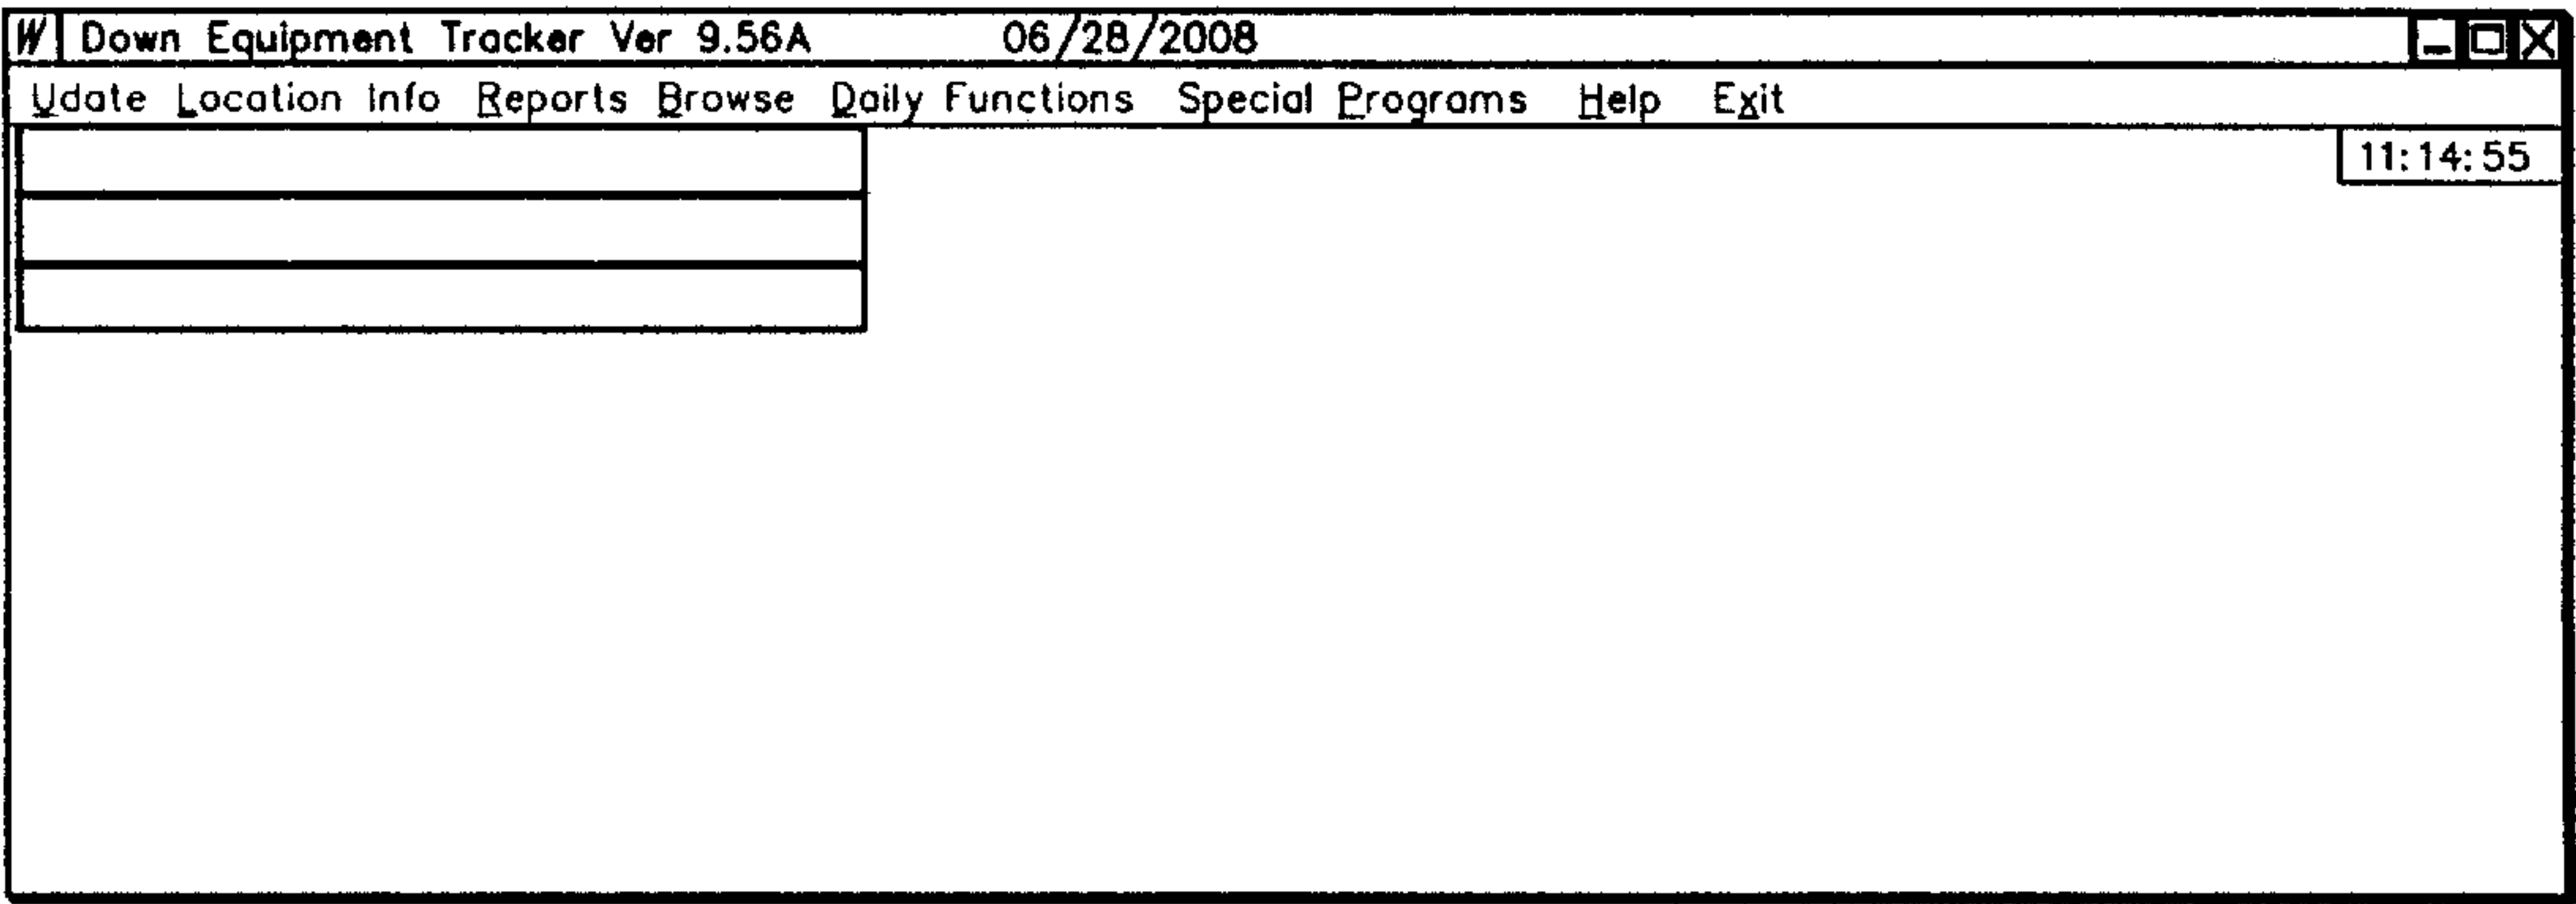 W Down Equipment Tracker Ver 9.56A 06/28/2008
Udate Location Info Reports Browse Daily Functions Special Programs Help Exit
11:14:55